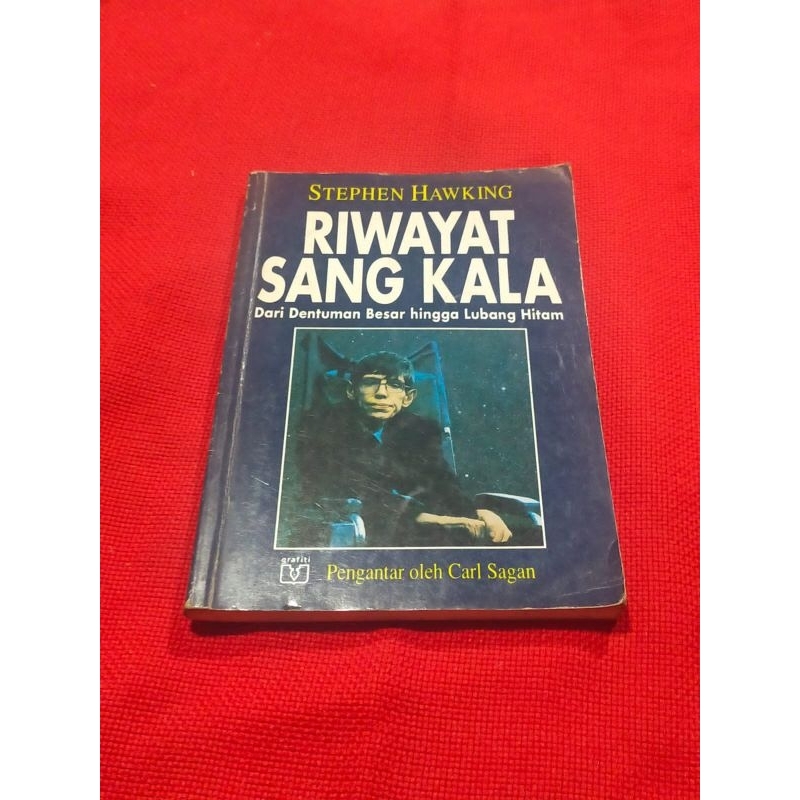 STEPHEN HAWKING
RIWAYAT
SANG KALA
Dari Dentuman Besar hingga Lubang Hitam
grafiti
Pengantar oleh Carl Sagan